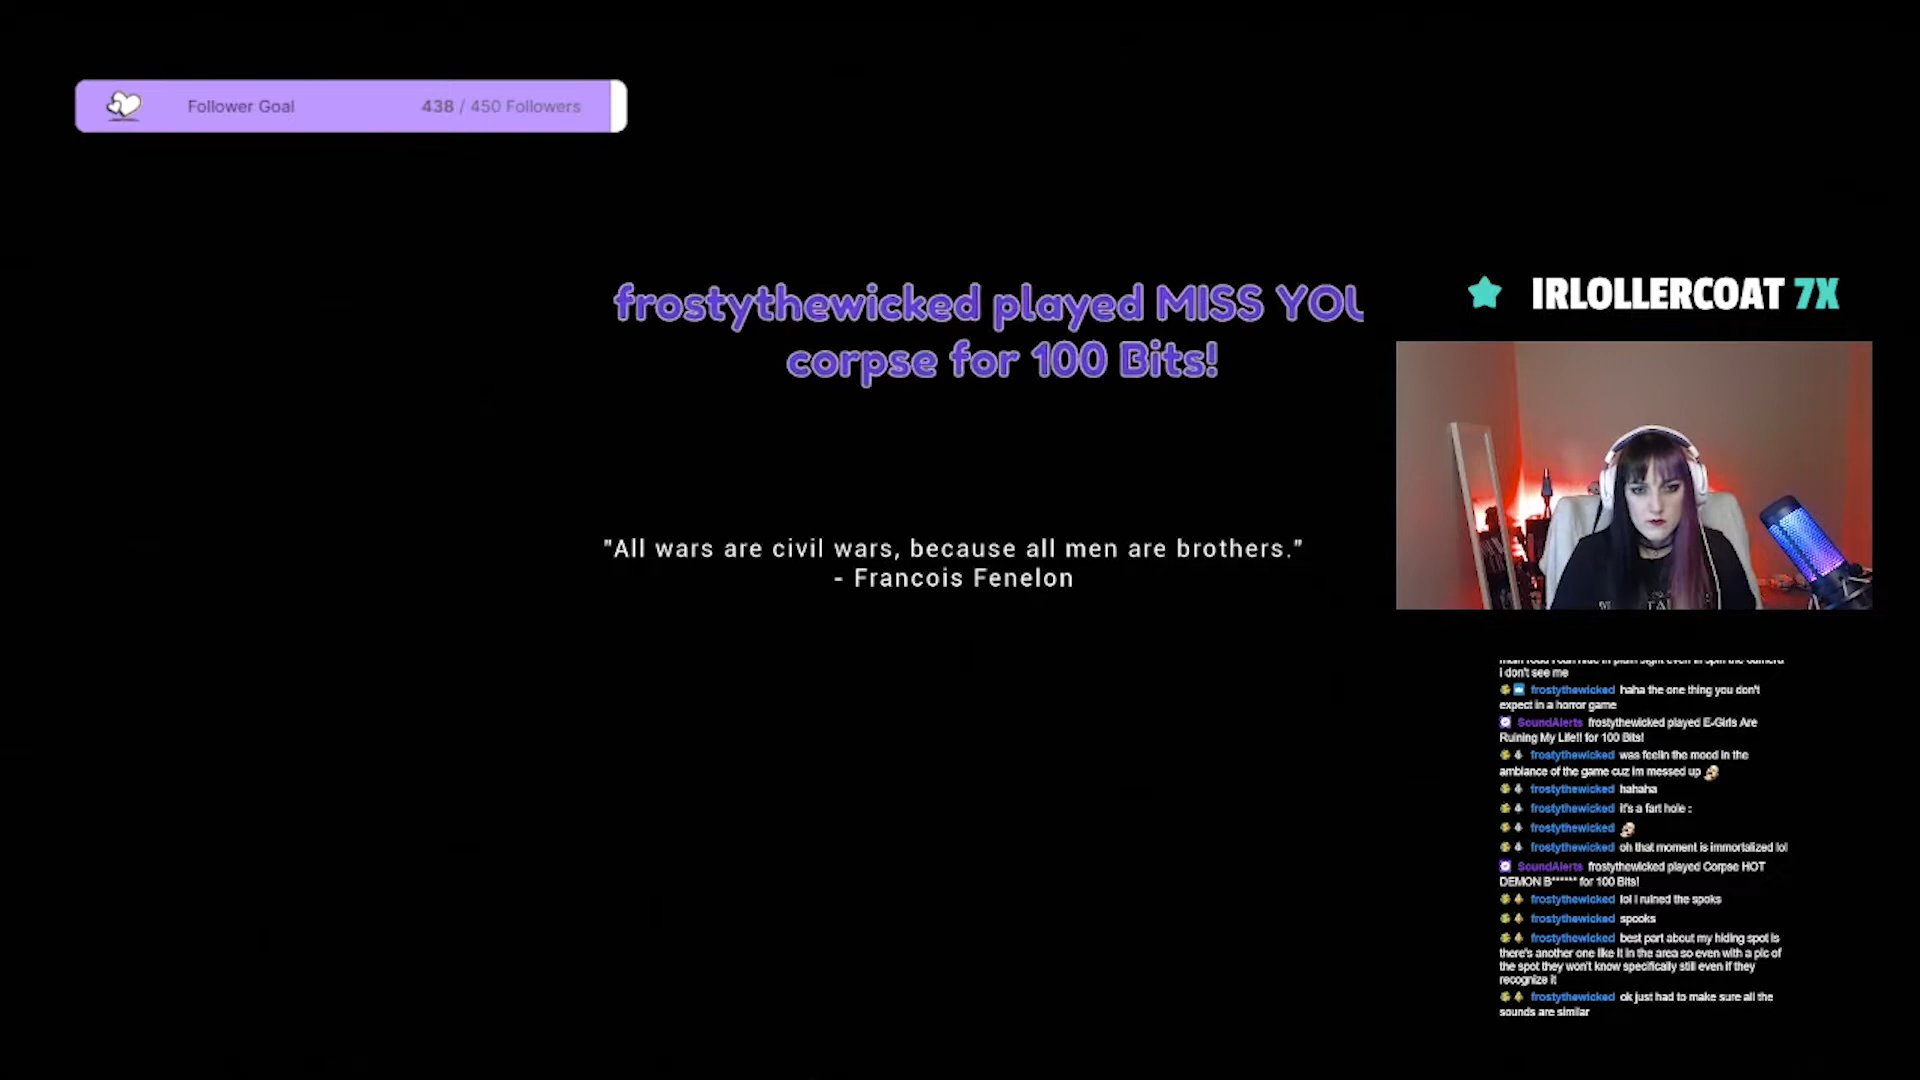 Follower Goal
438 / 450 Followers
frostythewicked played MISS YOU
corpse for 100 Bits!
IRLOLLERCOAT 7X
"All wars are civil wars, because all men are brothers."
- Francois Fenelon
i don't see me
frostythewicked haha the one thing you don't
expect in a horror game
SoundAlerts frostythewicked played E-Girls Are
Ruining My Life!! for 100 Bits!
frostythewicked was feelin the mood in the
ambiance of the game cuz im messed up
frostythewicked hahaha
frostythewicked it's a fart hole :
frostythewicked
frostythewicked oh that moment is immortalized lol
SoundAlerts frostythewicked played Corpse HOT
DEMON B****** for 100 Bits!
frostythewicked lol i ruined the spoks
frostythewicked spooks
frostythewicked best part about my hiding spot is
there's another one like it in the area so even with a pic of
the spot they won't know specifically still even if they
recognize it
frostythewicked ok just had to make sure all the
sounds are similar